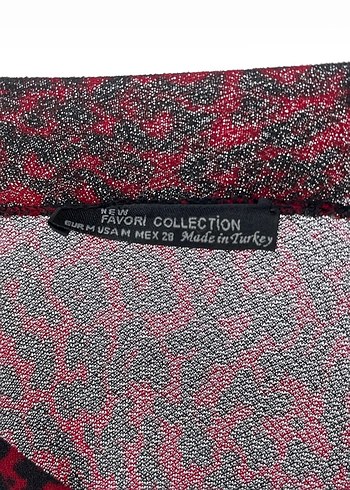 NEW
FAVORI COLLECTION
EUR M USA M MEX 28 Made in Turkey